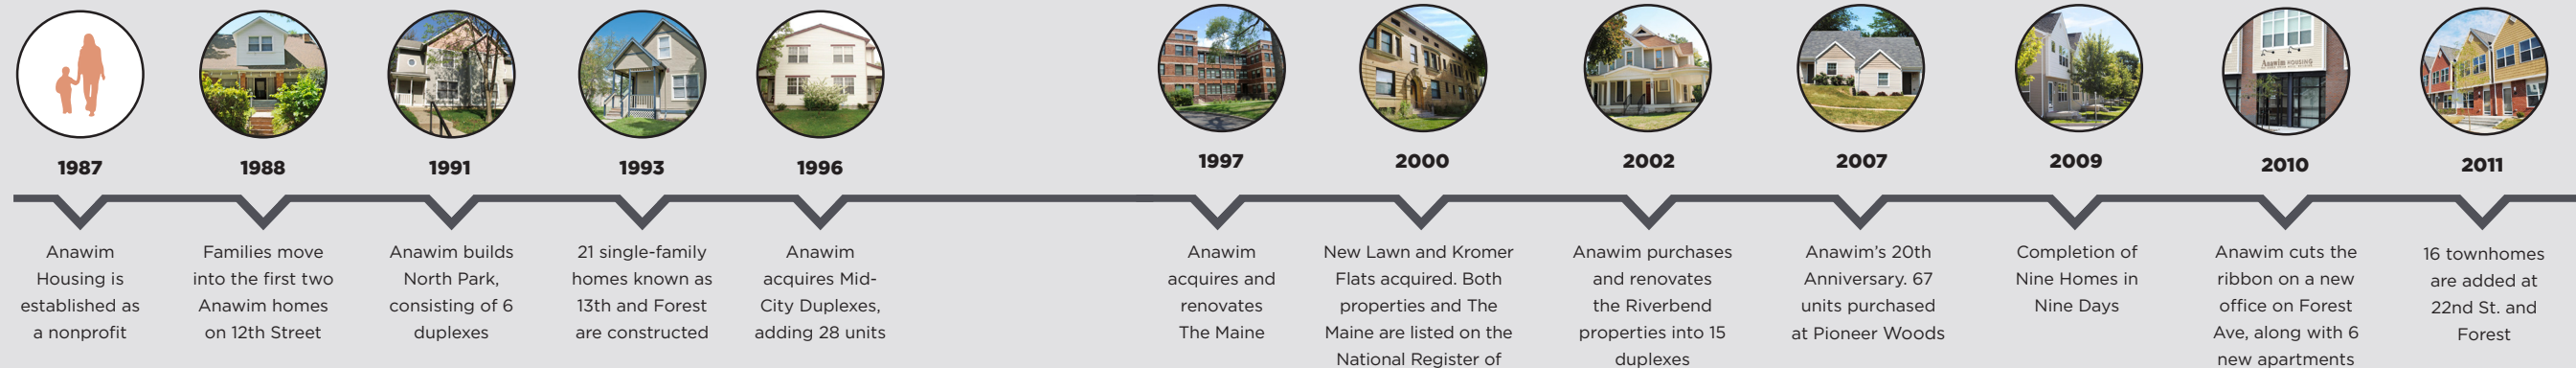 1987
Anawim
Housing is
established as
a nonprofit
1988
Families move
into the first two
Anawim homes
on 12th Street
1991
Anawim builds
North Park,
consisting of 6
duplexes
1993
21 single-family
homes known as
13th and Forest
are constructed
1996
Anawim
acquires Mid-
City Duplexes,
adding 28 units
1997
Anawim
acquires and
renovates
The Maine
2000
New Lawn and Kromer
Flats acquired. Both
properties and The
Maine are listed on the
National Register of
2002
Anawim purchases
and renovates
the Riverbend
properties into 15
duplexes
2007
Anawim’s 20th
Anniversary. 67
units purchased
at Pioneer Woods
2009
Completion of
Nine Homes in
Nine Days
Anawim HOUSING
2010
Anawim cuts the
ribbon on a new
office on Forest
Ave, along with 6
new apartments
2011
16 townhomes
are added at
22nd St. and
Forest